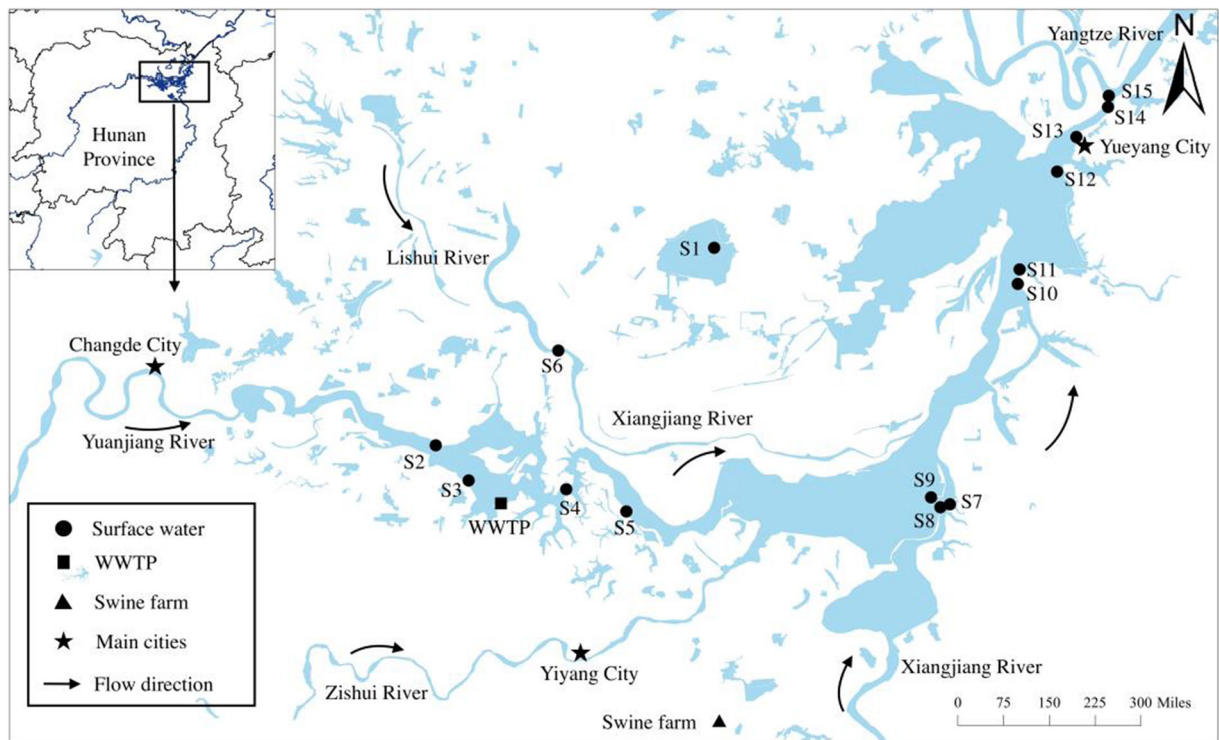 Yangtze River
N
S15
S14
S13
Yueyang City
S12
Hunan
Province
S1
Lishui River
S11
S10
Changde City
S6
Xiangjiang River
Yuanjiang River
S2
S3
S4
S9
S7
S8
S5
WWTP
Surface water
WWTP
Swine farm
Main cities
Flow direction
Zishui River
Yiyang City
Xiangjiang River
Swine farm
0 75 150 225 300 Miles